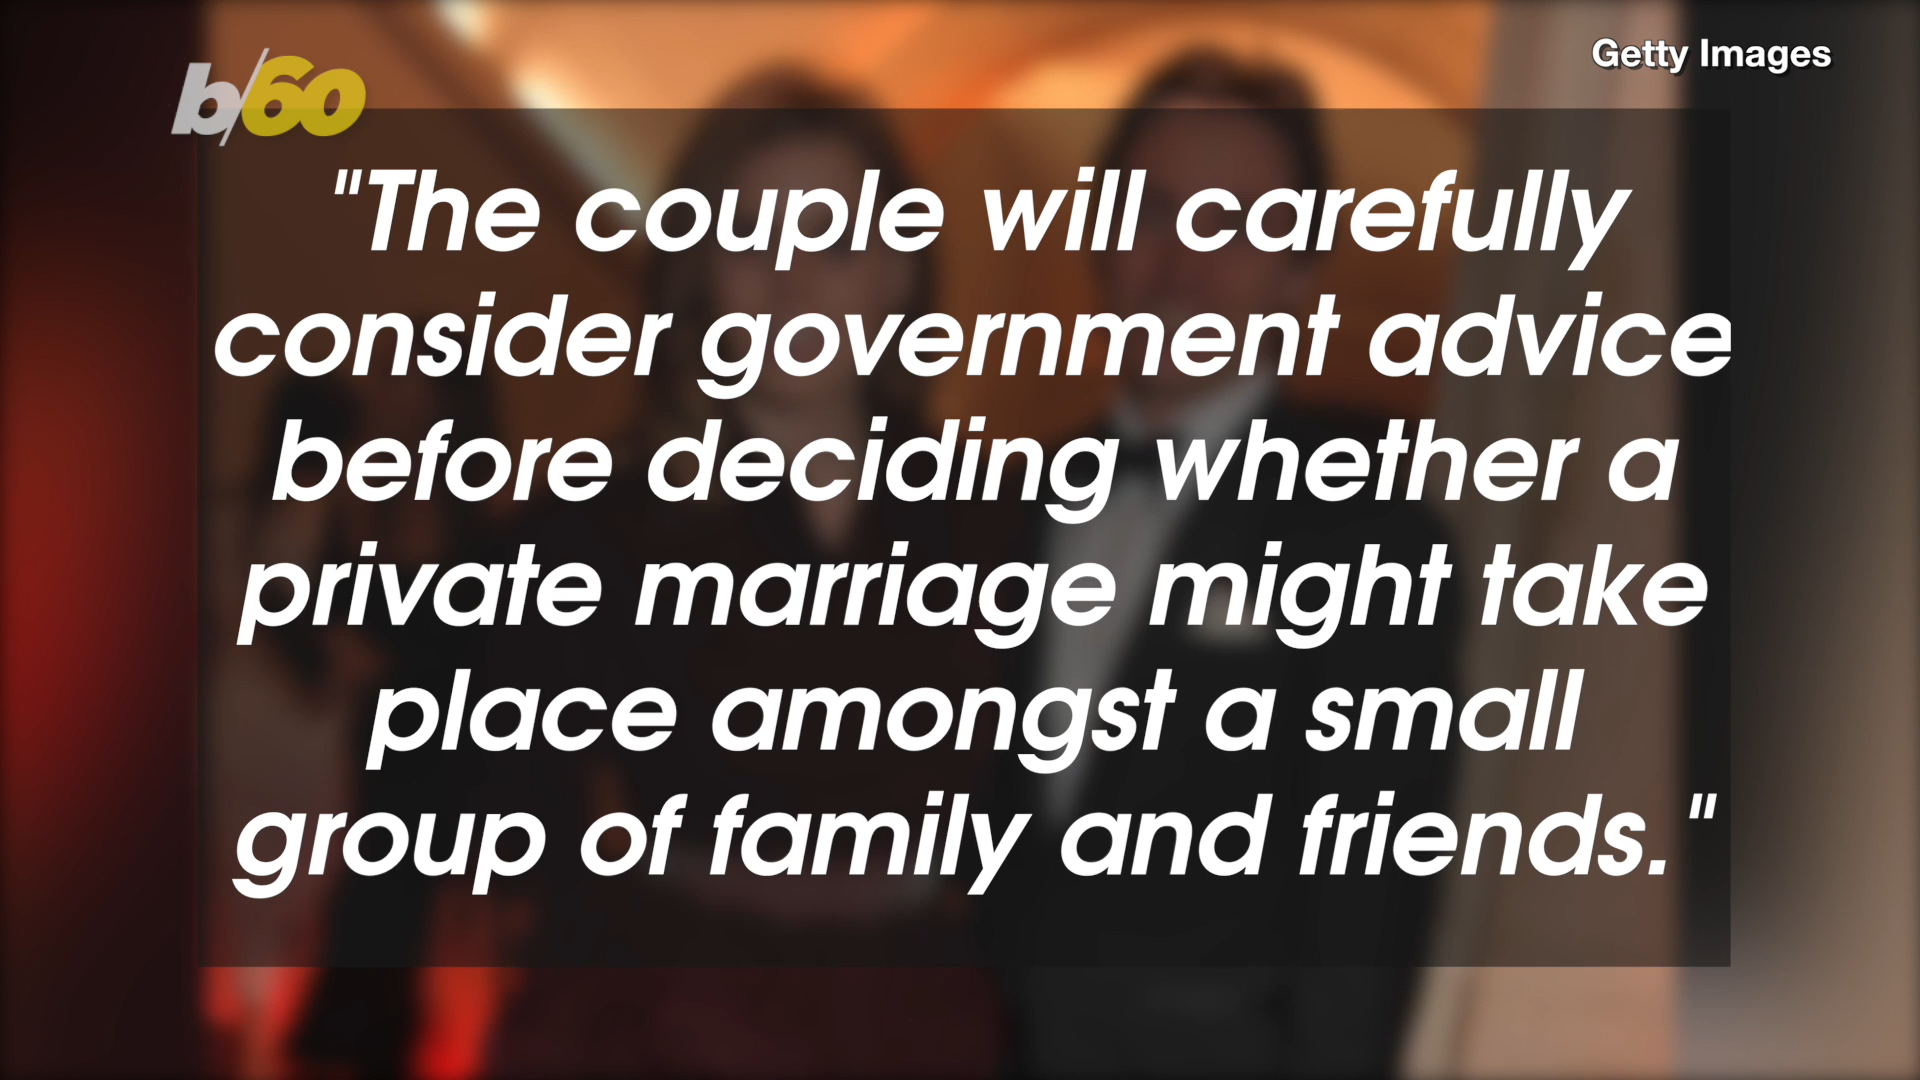 b/60
Getty Images
"The couple will carefully
consider government advice
before deciding whether a
private marriage might take
place amongst a small
group of family and friends."